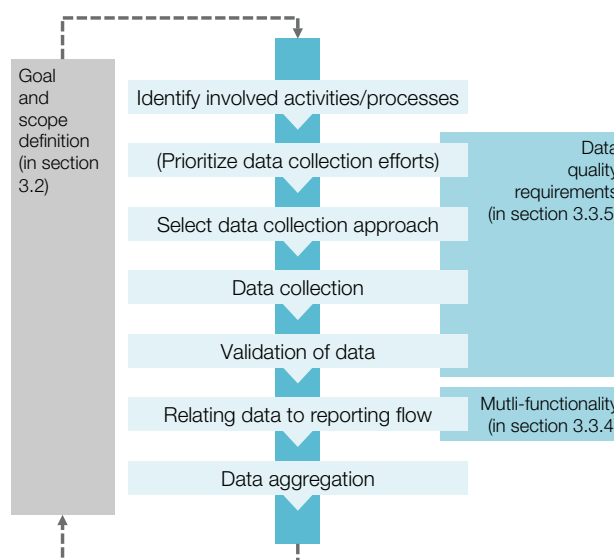 Goal
and
scope
definition
(in section
3.2)
Identify involved activities/processes
(Prioritize data collection efforts)
Select data collection approach
Data collection
Validation of data
Relating data to reporting flow
Data aggregation
Data
quality
requirements
(in section 3.3.5
Mutli-functionality
(in section 3.3.4